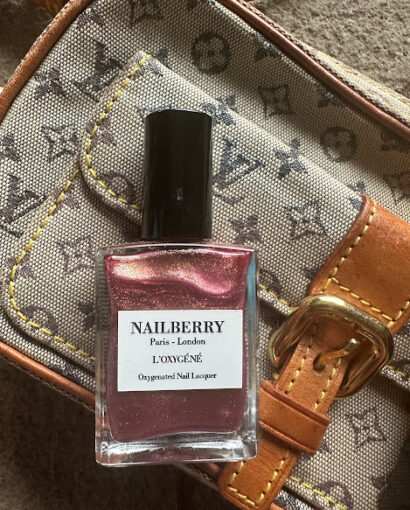 NAILBERRY
Paris - London
L'OXYGÉNÉ
Oxygenated Nail Lacquer